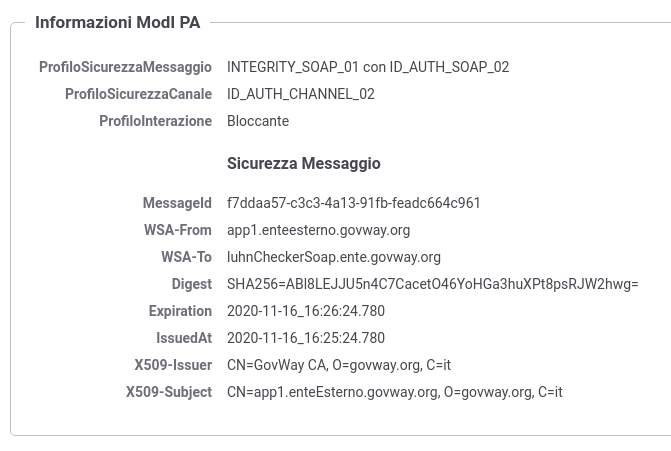 Informazioni ModI PA
ProfiloSicurezzaMessaggio INTEGRITY_SOAP_01 con ID_AUTH_SOAP_02
ProfiloSicurezzaCanale ID_AUTH_CHANNEL_02
ProfiloInterazione Bloccante
Sicurezza Messaggio
MessageId f7ddaa57-c3c3-4a13-91fb-feadc664c961
WSA-From app1.enteesterno.govway.org
WSA-To luhnCheckerSoap.ente.govway.org
Digest SHA256=ABI8LEJJU5n4C7CacetO46YoHGa3huXPt8psRJW2hwg=
Expiration 2020-11-16_16:26:24.780
IssuedAt 2020-11-16_16:25:24.780
X509-Issuer CN=GovWay CA, O=govway.org, C=it
X509-Subject CN=app1.enteEsterno.govway.org, O=govway.org, C=it